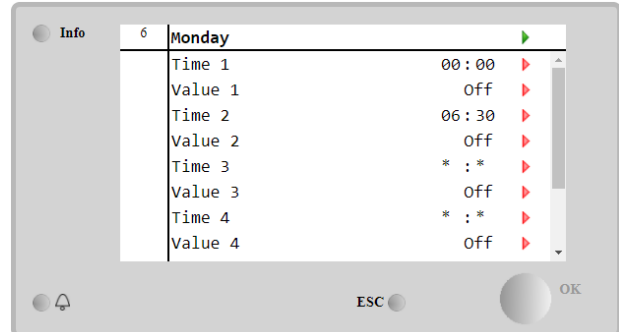 Info
6 Monday
Time 1 00:00
Value 1 Off
Time 2 06:30
Value 2 Off
Time 3 * : *
Value 3 Off
Time 4 * : *
Value 4 Off
ESC
OK